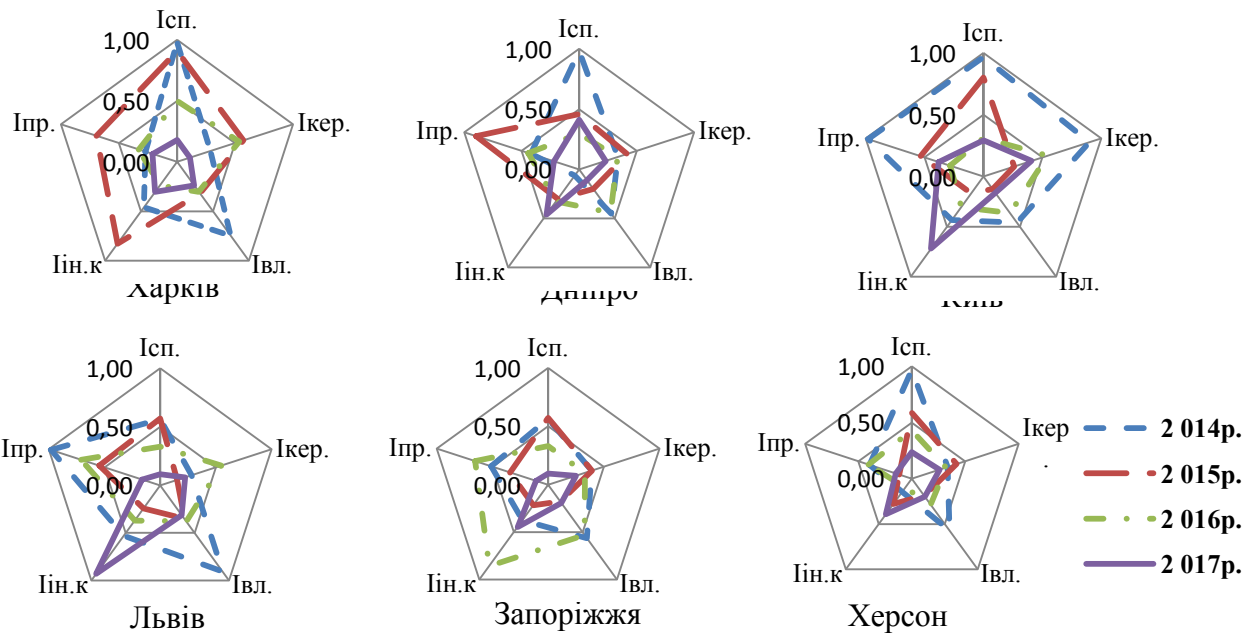 Ісп.
1,00
0,50
0,00
Іпр.
Ікер.
Іін.к
Івл.
Харків
Ісп.
1,00
0,50
0,00
Іпр.
Ікер.
Іін.к
Івл.
Дніпро
Ісп.
1,00
0,50
0,00
Іпр.
Ікер.
Іін.к
Івл.
Київ
Ісп.
1,00
0,50
0,00
Іпр.
Ікер.
Іін.к
Івл.
Львів
Ісп.
1,00
0,50
0,00
Іпр.
Ікер.
Іін.к
Івл.
Запоріжжя
Ісп.
1,00
0,50
0,00
Іпр.
Ікер
.
Іін.к
Івл.
Херсон
2 014р.
2 015р.
2 016р.
2 017р.